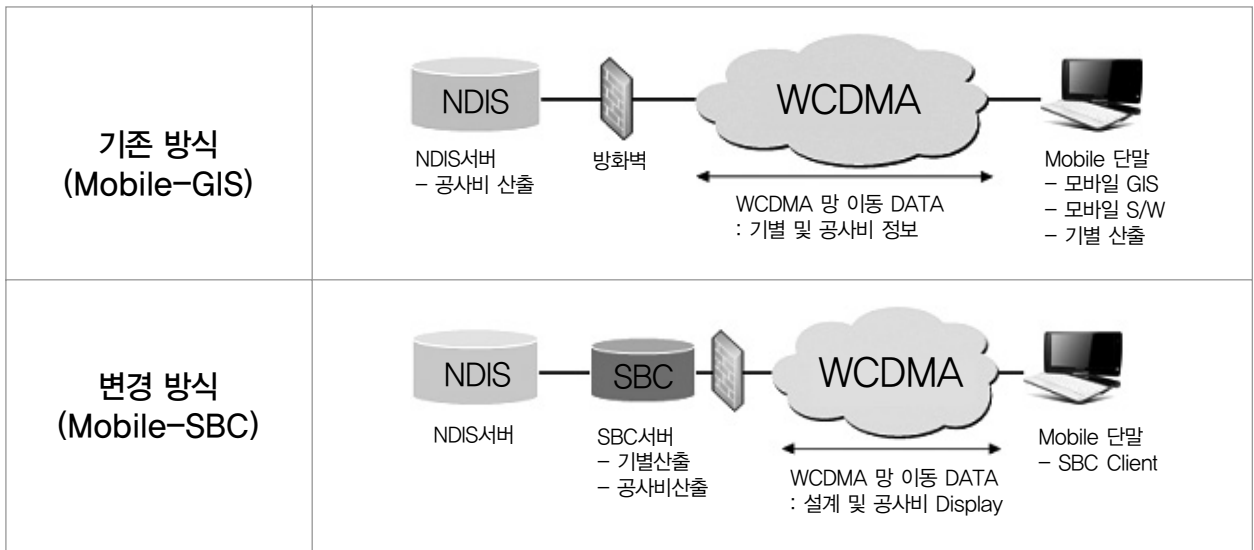 기존 방식
(Mobile-GIS)
NDIS
WCDMA
NDIS서버
- 공사비 산출
방화벽
WCDMA 망 이동 DATA
: 기별 및 공사비 정보
Mobile 단말
- 모바일 GIS
- 모바일 S/W
- 기별 산출
변경 방식
(Mobile-SBC)
NDIS
SBC
WCDMA
NDIS서버
SBC서버
- 기별산출
- 공사비산출
WCDMA 망 이동 DATA
: 설계 및 공사비 Display
Mobile 단말
- SBC Client